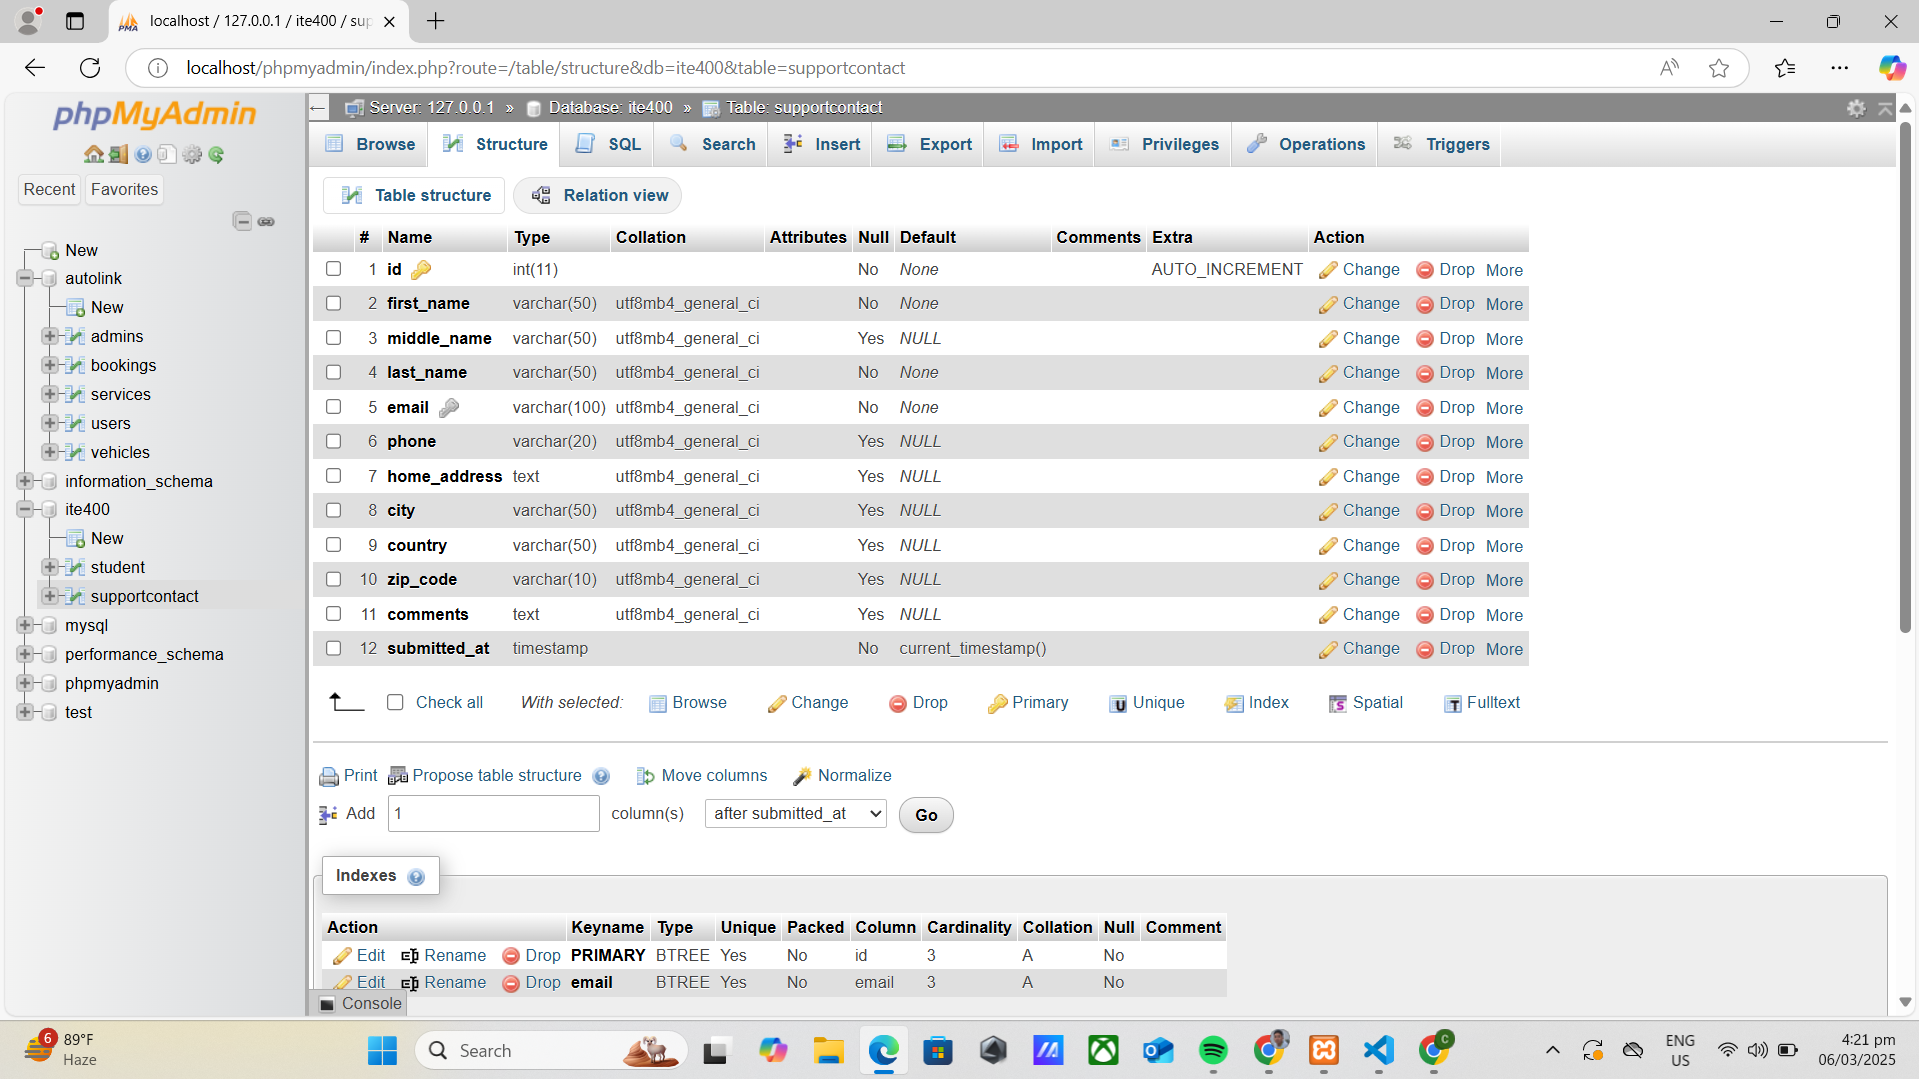 localhost / 127.0.0.1 / ite400 / sup
localhost/phpmyadmin/index.php?route=/table/structure&db=ite400&table=supportcontact
phpMyAdmin
Recent Favorites
New
autolink
New
admins
bookings
services
users
vehicles
information_schema
ite400
New
student
supportcontact
mysql
performance_schema
phpmyadmin
test
Server: 127.0.0.1 » Database: ite400 » Table: supportcontact
Browse Structure SQL Search Insert Export Import Privileges Operations Triggers
Table structure Relation view
# Name Type Collation Attributes Null Default Comments Extra Action
1 id int(11) No None AUTO_INCREMENT Change Drop More
2 first_name varchar(50) utf8mb4_general_ci No None Change Drop More
3 middle_name varchar(50) utf8mb4_general_ci Yes NULL Change Drop More
4 last_name varchar(50) utf8mb4_general_ci No None Change Drop More
5 email varchar(100) utf8mb4_general_ci No None Change Drop More
6 phone varchar(20) utf8mb4_general_ci Yes NULL Change Drop More
7 home_address text utf8mb4_general_ci Yes NULL Change Drop More
8 city varchar(50) utf8mb4_general_ci Yes NULL Change Drop More
9 country varchar(50) utf8mb4_general_ci Yes NULL Change Drop More
10 zip_code varchar(10) utf8mb4_general_ci Yes NULL Change Drop More
11 comments text utf8mb4_general_ci Yes NULL Change Drop More
12 submitted_at timestamp No current_timestamp() Change Drop More
Check all With selected: Browse Change Drop Primary Unique Index Spatial Fulltext
Print Propose table structure Move columns Normalize
Add 1 column(s) after submitted_at Go
Indexes
Action Keyname Type Unique Packed Column Cardinality Collation Null Comment
Edit Rename Drop PRIMARY BTREE Yes No id 3 A No
Edit Rename Drop email BTREE Yes No email 3 A No
Console
6 89°F
Haze
Search
ENG
US
4:21 pm
06/03/2025